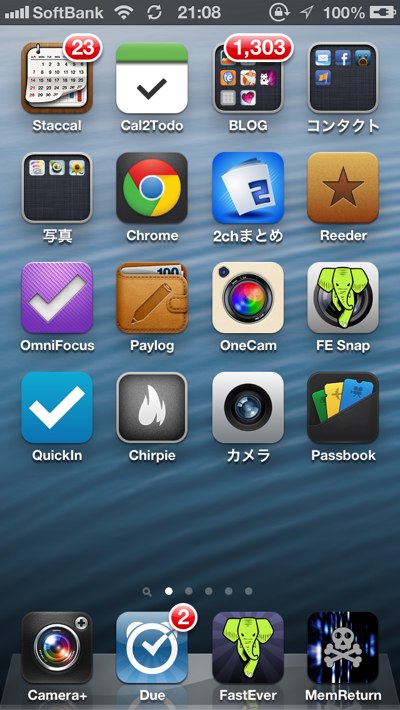 SoftBank 21:08 100%
23 1,303
Staccal Cal2Todo BLOG コンタクト
写真 Chrome 2chまとめ Reeder
100
OmniFocus Paylog OneCam FE Snap
QuickIn Chirpie カメラ Passbook
2
Camera+ Due FastEver MemReturn